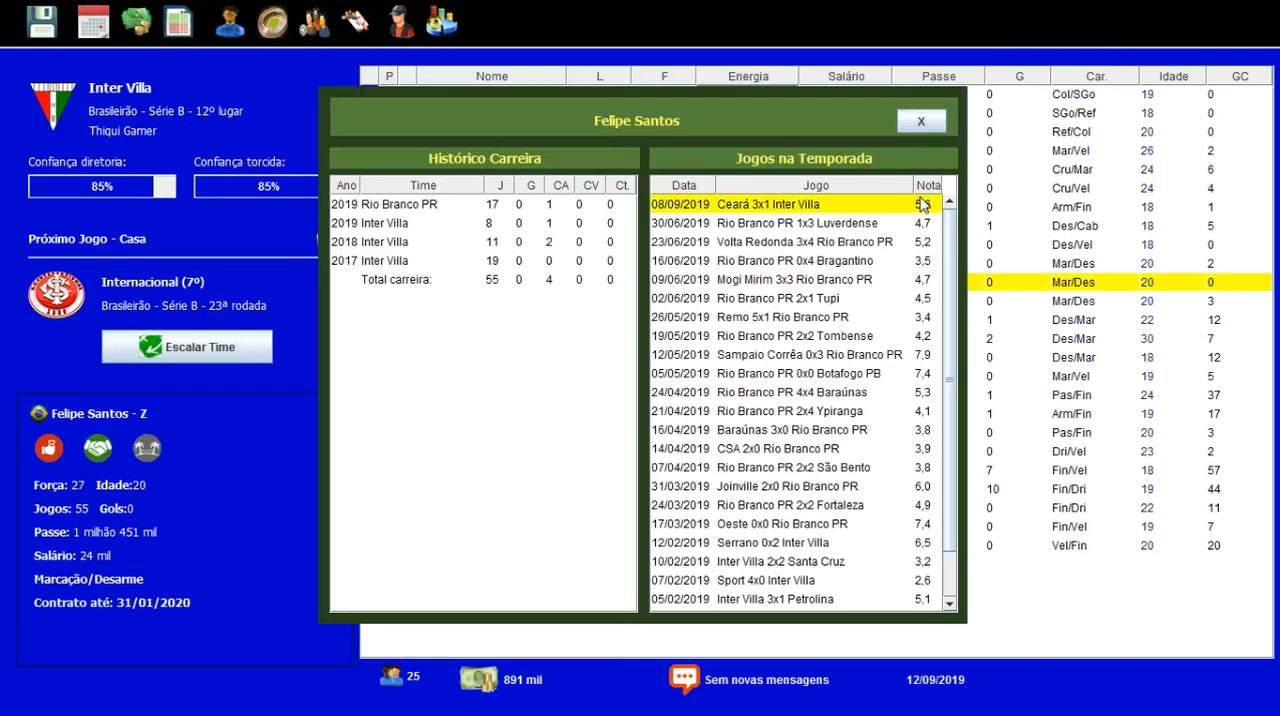 Inter Villa
Brasileirão - Série B - 12º lugar
Thiqui Gamer
Confiança diretoria: Confiança torcida:
85% 85%
Próximo Jogo - Casa
Internacional (7º)
Brasileirão - Série B - 23ª rodada
Escalar Time
Felipe Santos - Z
Força: 27 Idade:20
Jogos: 55 Gols:0
Passe: 1 milhão 451 mil
Salário: 24 mil
Marcação/Desarme
Contrato até: 31/01/2020
P Nome L F Energia Salário Passe G Car. Idade GC
Felipe Santos X
Histórico Carreira
Ano Time J G CA CV Ct.
2019 Rio Branco PR 17 0 1 0 0
2019 Inter Villa 8 0 1 0 0
2018 Inter Villa 11 0 2 0 0
2017 Inter Villa 19 0 0 0 0
Total carreira: 55 0 4 0 0
Jogos na Temporada
Data Jogo Nota
08/09/2019 Ceará 3x1 Inter Villa
30/06/2019 Rio Branco PR 1x3 Luverdense 4,7
23/06/2019 Volta Redonda 3x4 Rio Branco PR 5,2
16/06/2019 Rio Branco PR 0x4 Bragantino 3,5
09/06/2019 Mogi Mirim 3x3 Rio Branco PR 4,7
02/06/2019 Rio Branco PR 2x1 Tupi 4,5
26/05/2019 Remo 5x1 Rio Branco PR 3,4
19/05/2019 Rio Branco PR 2x2 Tombense 4,2
12/05/2019 Sampaio Corrêa 0x3 Rio Branco PR 7,9
05/05/2019 Rio Branco PR 0x0 Botafogo PB 7,4
24/04/2019 Rio Branco PR 4x4 Baraúnas 5,3
21/04/2019 Rio Branco PR 2x4 Ypiranga 4,1
16/04/2019 Baraúnas 3x0 Rio Branco PR 3,8
14/04/2019 CSA 2x0 Rio Branco PR 3,9
07/04/2019 Rio Branco PR 2x2 São Bento 3,8
31/03/2019 Joinville 2x0 Rio Branco PR 6,0
24/03/2019 Rio Branco PR 2x2 Fortaleza 4,9
17/03/2019 Oeste 0x0 Rio Branco PR 7,4
12/02/2019 Serrano 0x2 Inter Villa 6,5
10/02/2019 Inter Villa 2x2 Santa Cruz 3,2
07/02/2019 Sport 4x0 Inter Villa 2,6
05/02/2019 Inter Villa 3x1 Petrolina 5,1
0 Col/SGo 19 0
0 SGo/Ref 18 0
0 Ref/Col 20 0
0 Mar/Vel 26 2
0 Cru/Mar 24 6
0 Cru/Vel 24 4
0 Arm/Fin 18 1
1 Des/Cab 18 5
0 Des/Vel 18 0
0 Mar/Des 20 2
0 Mar/Des 20 0
0 Mar/Des 20 3
1 Des/Mar 22 12
2 Des/Mar 30 7
0 Des/Mar 18 12
0 Mar/Vel 19 5
1 Pas/Fin 24 37
1 Arm/Fin 19 17
0 Pas/Fin 20 3
0 Dri/Vel 23 2
7 Fin/Vel 18 57
10 Fin/Dri 19 44
0 Fin/Dri 22 11
0 Fin/Vel 19 7
0 Vel/Fin 20 20
25 891 mil Sem novas mensagens 12/09/2019